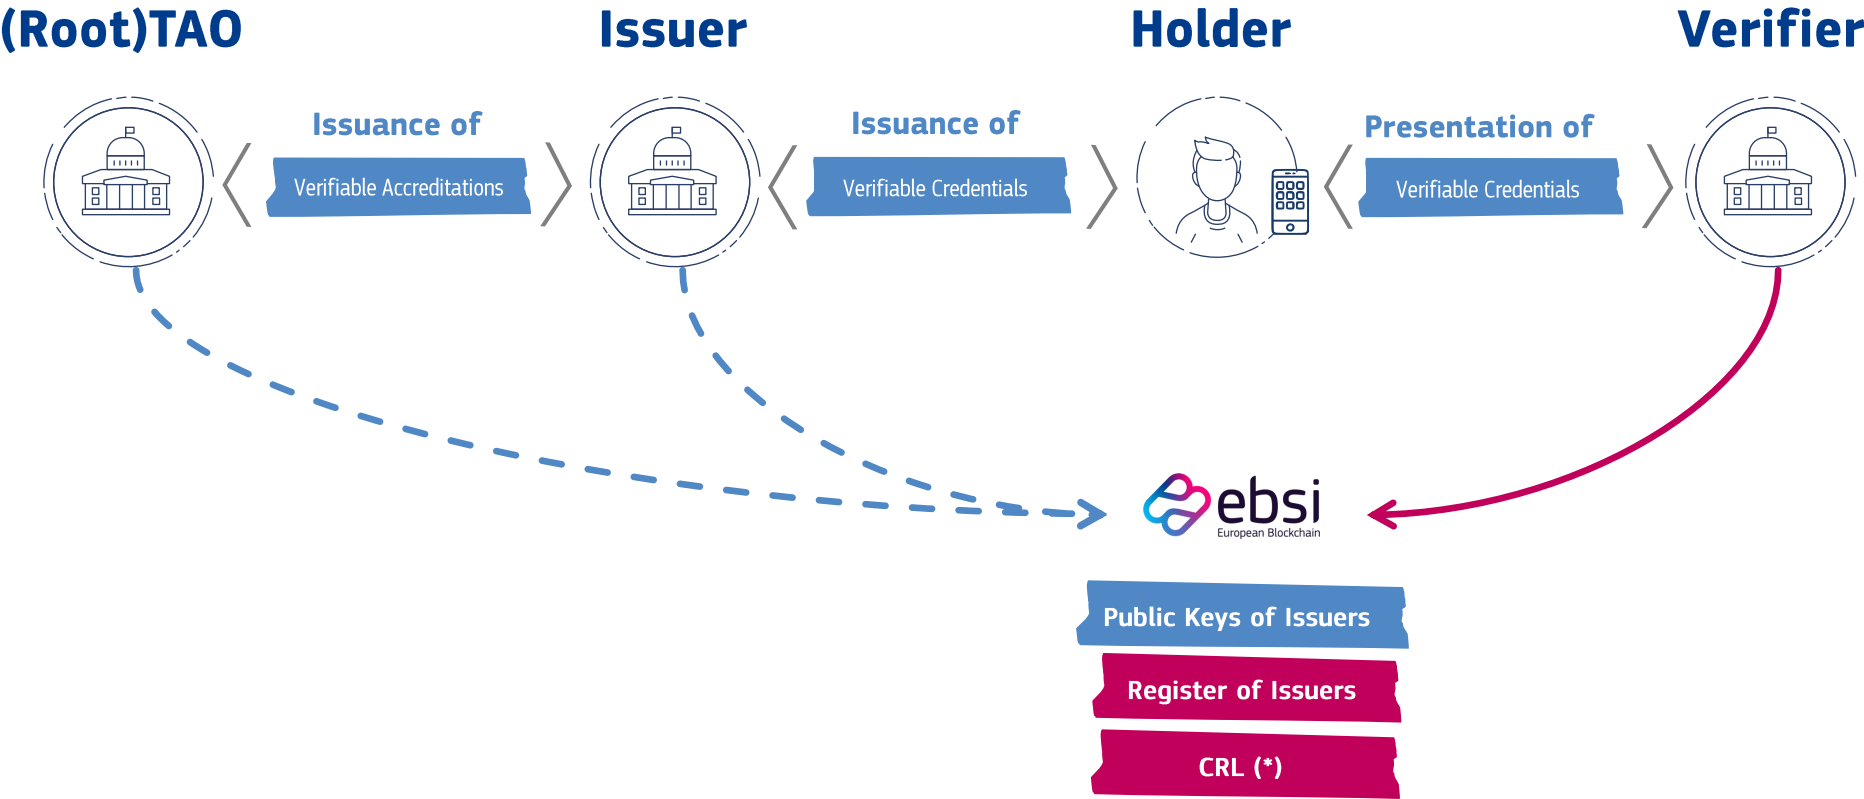 (Root)TAO
Issuer
Holder
Verifier
Issuance of
Verifiable Accreditations
Issuance of
Verifiable Credentials
Presentation of
Verifiable Credentials
ebsi
European Blockchain
Public Keys of Issuers
Register of Issuers
CRL (*)